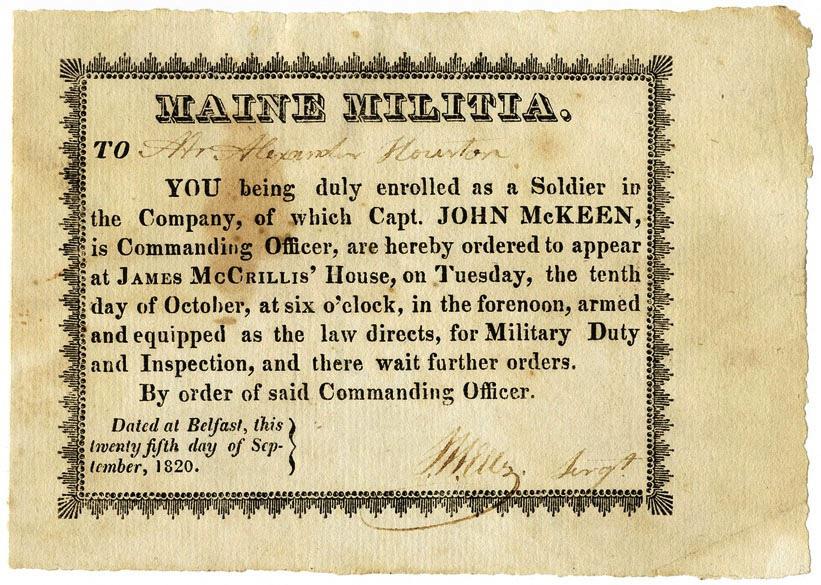 MAINE MILITIA.
TO Mr Alexander Houston
YOU being duly enrolled as a Soldier in
the Company, of which Capt. JOHN McKEEN,
is Commanding Officer, are hereby ordered to appear
at JAMES McCRILLIS' House, on Tuesday, the tenth
day of October, at six o'clock, in the forenoon, armed
and equipped as the law directs, for Military Duty
and Inspection, and there wait further orders.
By order of said Commanding Officer.
Dated at Belfast, this
twenty fifth day of Sep-
tember, 1820.
Sergt